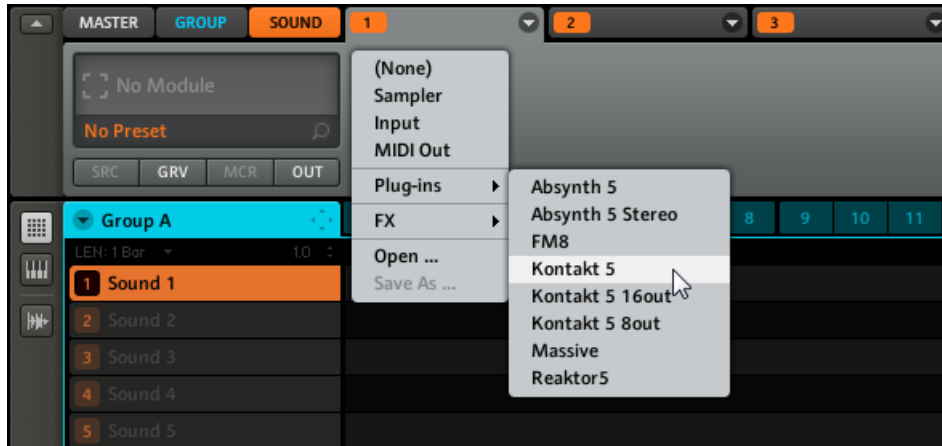 MASTER GROUP SOUND 1 2 3
No Module
No Preset
SRC GRV MCR OUT
(None)
Sampler
Input
MIDI Out
Plug-ins
FX
Open ...
Save As ...
Absynth 5
Absynth 5 Stereo
FM8
Kontakt 5
Kontakt 5 16out
Kontakt 5 8out
Massive
Reaktor5
Group A
8 9 10 11
LEN: 1 Bar 1.0
1 Sound 1
2 Sound 2
3 Sound 3
4 Sound 4
5 Sound 5